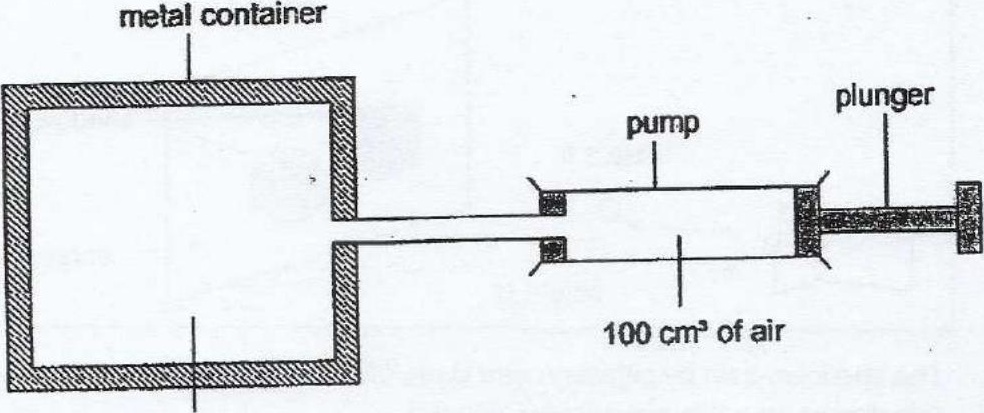 metal container
plunger
pump
100 cm³ of air